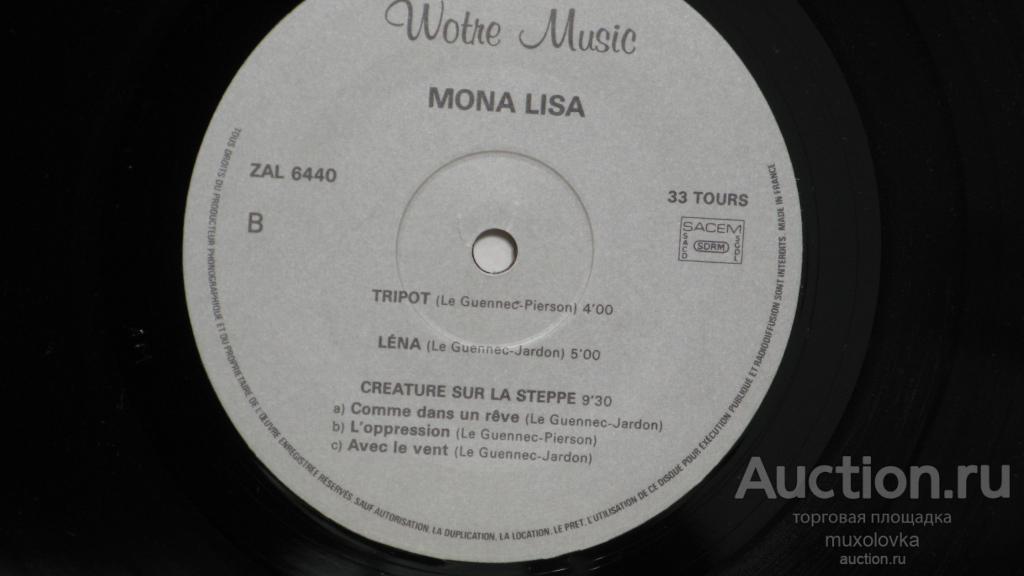 Wotre Music
MONA LISA
ZAL 6440
B
33 TOURS
SACEM
SACD
SDRM
SGDL
TRIPOT (Le Guennec-Pierson) 4'00
LÉNA (Le Guennec-Jardon) 5'00
CREATURE SUR LA STEPPE 9'30
a) Comme dans un rêve (Le Guennec-Jardon)
b) L'oppression (Le Guennec-Pierson)
c) Avec le vent (Le Guennec-Jardon)
TOUS DROITS DU PRODUCTEUR PHONOGRAPHIQUE ET DU PROPRIETAIRE DE L'ŒUVRE ENREGISTREE RESERVES. SAUF AUTORISATION, LA DUPLICATION, LA LOCATION, LE PRET, L'UTILISATION DE CE DISQUE POUR EXECUTION PUBLIQUE ET RADIODIFFUSION SONT INTERDITS. MADE IN FRANCE
Auction.ru
торговая площадка
muxolovka
auction.ru